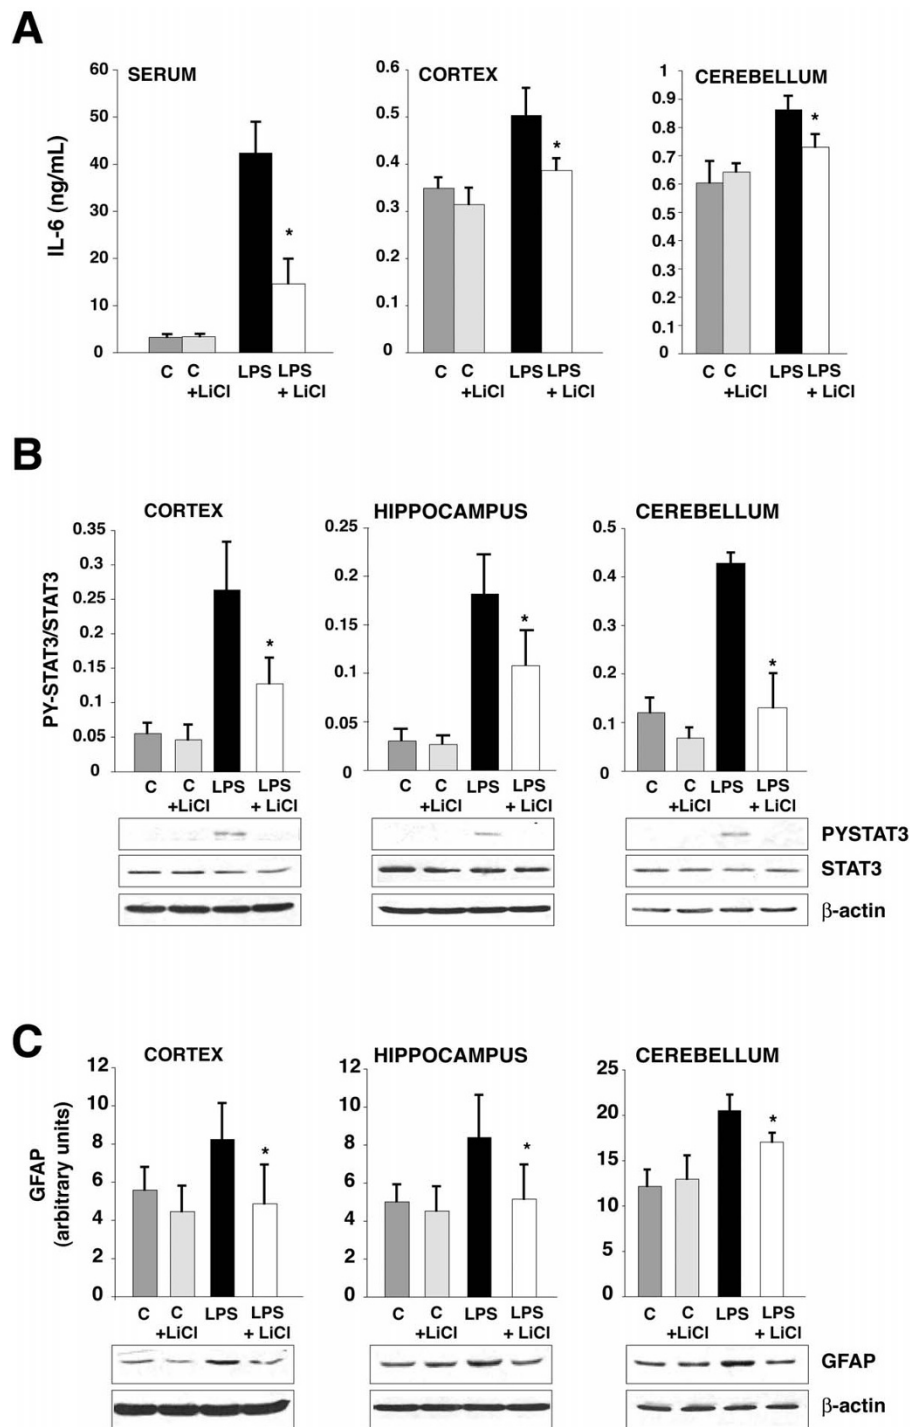 A
SERUM CORTEX CEREBELLUM
IL-6 (ng/mL)
60
50
40
30
20
10
0
0.6
0.5
0.4
0.3
0.2
0.1
0
1
0.9
0.8
0.7
0.6
0.5
0.4
0.3
0.2
0.1
0
* * *
C C LPS LPS C C LPS LPS C C LPS LPS
+LiCl + LiCl +LiCl + LiCl +LiCl + LiCl
B
CORTEX HIPPOCAMPUS CEREBELLUM
PY-STAT3/STAT3
0.35
0.3
0.25
0.2
0.15
0.1
0.05
0
0.25
0.2
0.15
0.1
0.05
0
0.5
0.4
0.3
0.2
0.1
0
* * *
C C LPS LPS C C LPS LPS C C LPS LPS
+LiCl + LiCl +LiCl + LiCl +LiCl + LiCl
PYSTAT3
STAT3
β-actin
C
CORTEX HIPPOCAMPUS CEREBELLUM
GFAP
(arbitrary units)
12
10
8
6
4
2
0
12
10
8
6
4
2
0
25
20
15
10
5
0
* * *
C C LPS LPS C C LPS LPS C C LPS LPS
+LiCl + LiCl +LiCl + LiCl +LiCl + LiCl
GFAP
β-actin